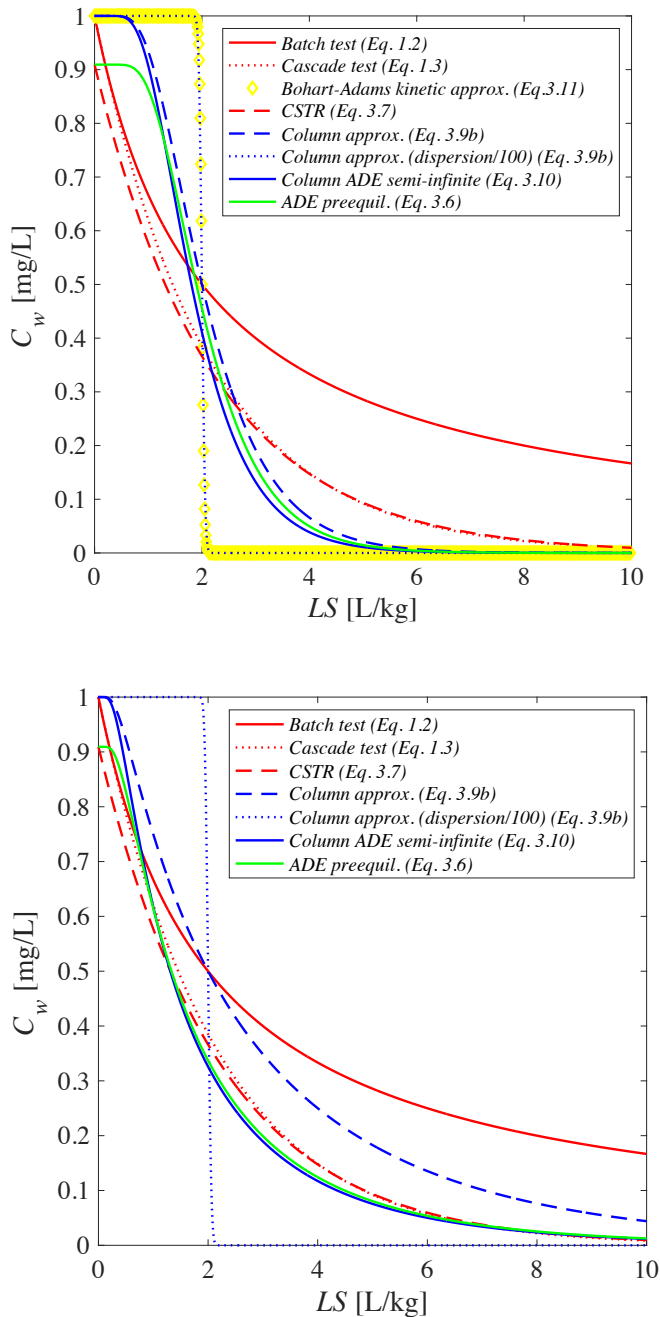 1
0.9
0.8
0.7
0.6
0.5
0.4
0.3
0.2
0.1
0
C_w [mg/L]
Batch test (Eq. 1.2)
Cascade test (Eq. 1.3)
Bohart-Adams kinetic approx. (Eq.3.11)
CSTR (Eq. 3.7)
Column approx. (Eq. 3.9b)
Column approx. (dispersion/100) (Eq. 3.9b)
Column ADE semi-infinite (Eq. 3.10)
ADE preequil. (Eq. 3.6)
0 2 4 6 8 10
LS [L/kg]
1
0.9
0.8
0.7
0.6
0.5
0.4
0.3
0.2
0.1
0
C_w [mg/L]
Batch test (Eq. 1.2)
Cascade test (Eq. 1.3)
CSTR (Eq. 3.7)
Column approx. (Eq. 3.9b)
Column approx. (dispersion/100) (Eq. 3.9b)
Column ADE semi-infinite (Eq. 3.10)
ADE preequil. (Eq. 3.6)
0 2 4 6 8 10
LS [L/kg]